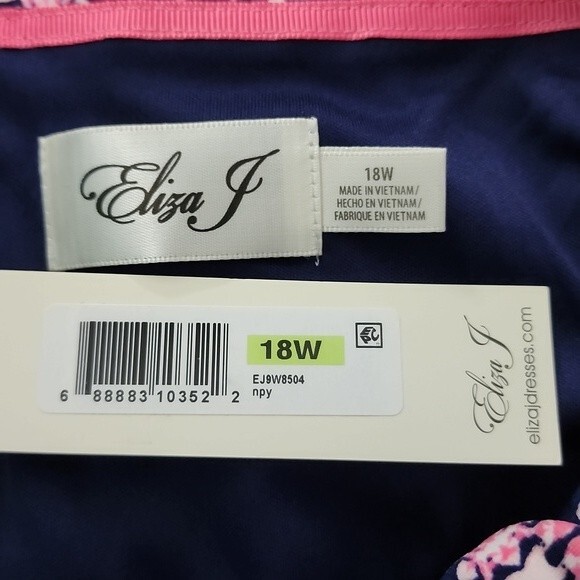 Eliza J
18W
MADE IN VIETNAM/
HECHO EN VIETNAM/
FABRIQUE EN VIETNAM
6 88883 10352 2
18W
EJ9W8504
npy
EPC
Eliza J
elizajdresses.com